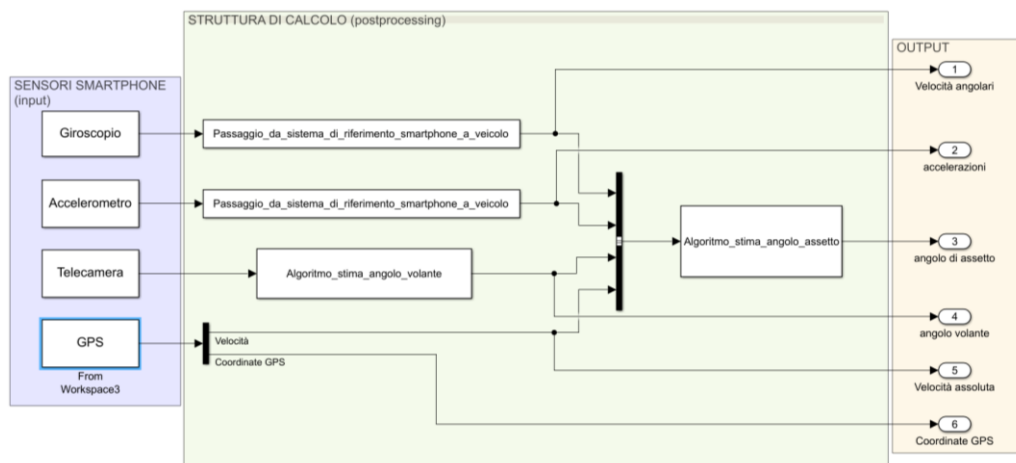 STRUTTURA DI CALCOLO (postprocessing)
OUTPUT
SENSORI SMARTPHONE
(input)
Giroscopio
Passaggio_da_sistema_di_riferimento_smartphone_a_veicolo
1
Velocità angolari
2
accelerazioni
Accelerometro
Passaggio_da_sistema_di_riferimento_smartphone_a_veicolo
Algoritmo_stima_angolo_assetto
3
angolo di assetto
Telecamera
Algoritmo_stima_angolo_volante
4
angolo volante
GPS
From
Workspace3
Velocità
Coordinate GPS
5
Velocità assoluta
6
Coordinate GPS